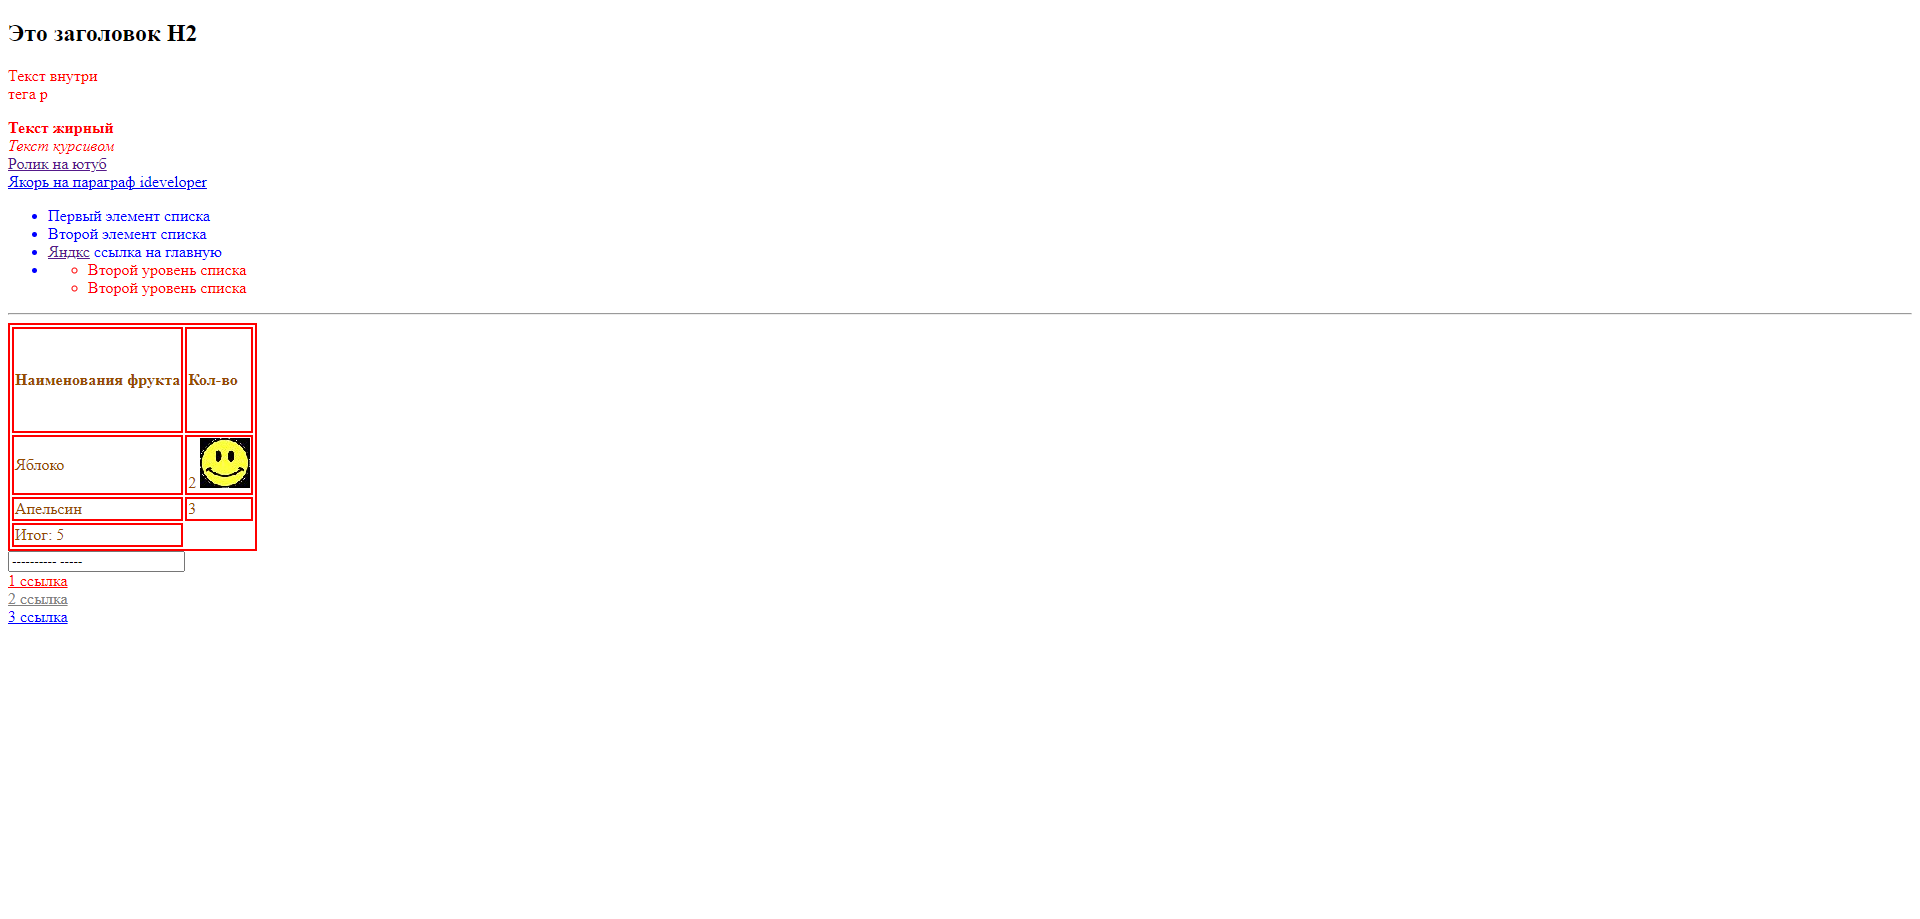 Это заголовок H2
Текст внутри
тега p
Текст жирный
Текст курсивом
Ролик на ютуб
Якорь на параграф ideveloper
Первый элемент списка
Второй элемент списка
Яндкс ссылка на главную
Второй уровень списка
Второй уровень списка
Наименования фрукта Кол-во
Яблоко 2
Апельсин 3
Итог: 5
---------- -----
1 ссылка
2 ссылка
3 ссылка